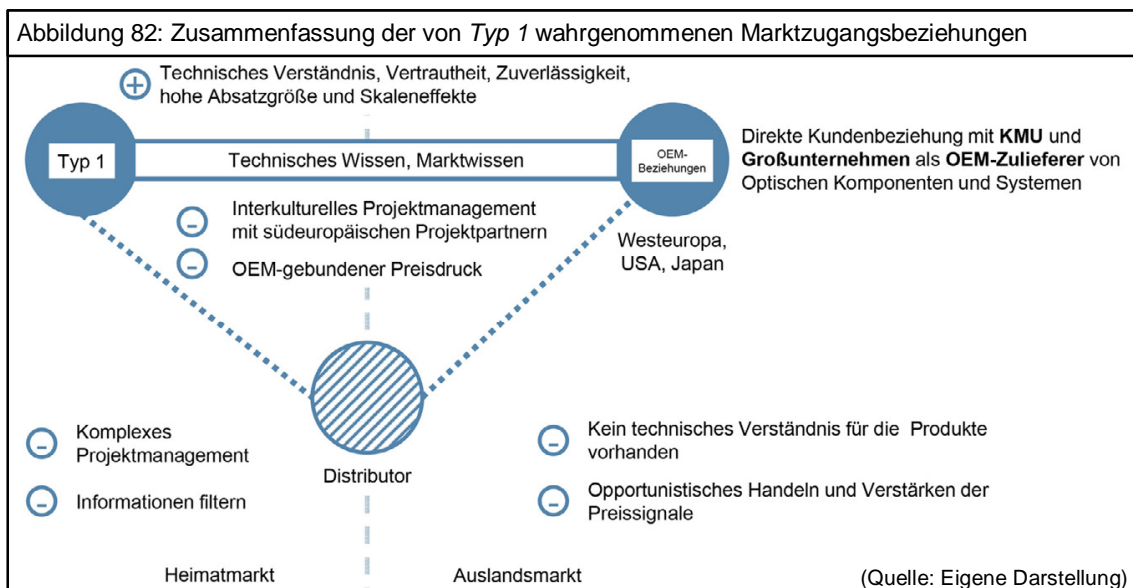 Abbildung 82: Zusammenfassung der von Typ 1 wahrgenommenen Marktzugangsbeziehungen
+ Technisches Verständnis, Vertrautheit, Zuverlässigkeit,
hohe Absatzgröße und Skaleneffekte
Typ 1
Technisches Wissen, Marktwissen
OEM-
Beziehungen
Direkte Kundenbeziehung mit KMU und
Großunternehmen als OEM-Zulieferer von
Optischen Komponenten und Systemen
- Interkulturelles Projektmanagement
mit südeuropäischen Projektpartnern
- OEM-gebundener Preisdruck
Westeuropa,
USA, Japan
- Komplexes
Projektmanagement
- Informationen filtern
Distributor
- Kein technisches Verständnis für die Produkte
vorhanden
- Opportunistisches Handeln und Verstärken der
Preissignale
Heimatmarkt
Auslandsmarkt
(Quelle: Eigene Darstellung)